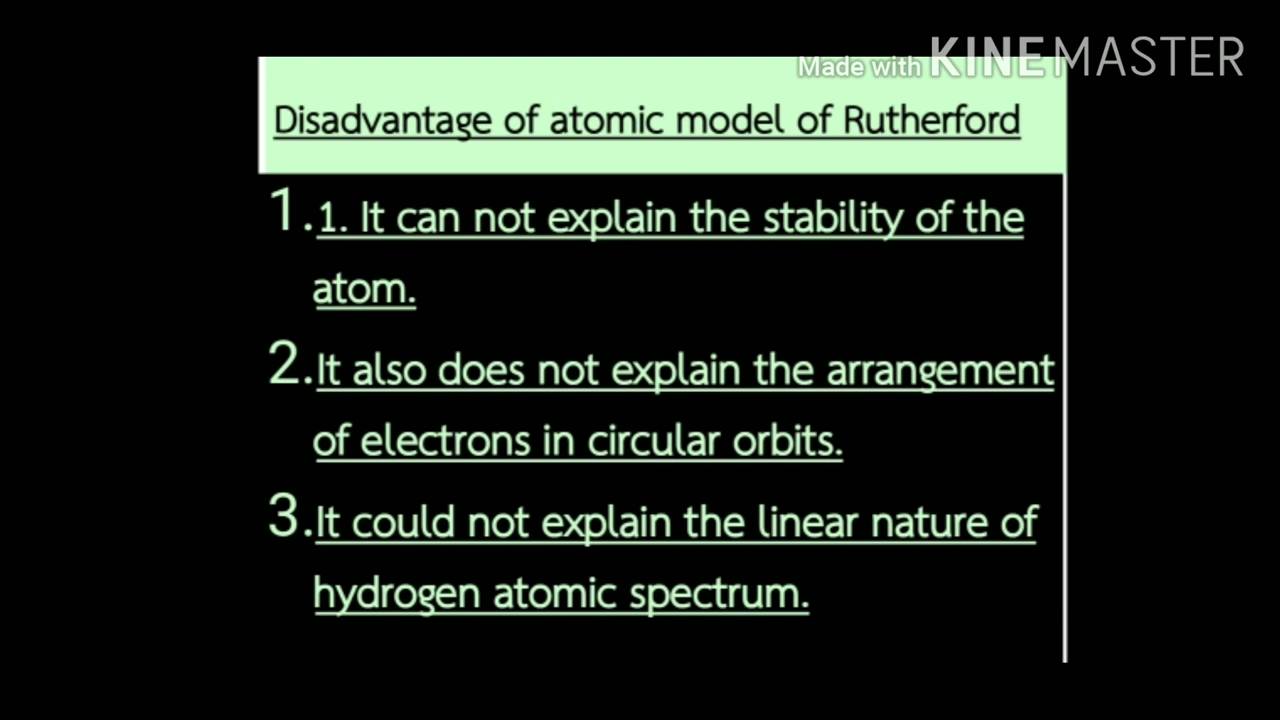 Made with KINEMASTER
Disadvantage of atomic model of Rutherford
1.1. It can not explain the stability of the
atom.
2.It also does not explain the arrangement
of electrons in circular orbits.
3.It could not explain the linear nature of
hydrogen atomic spectrum.